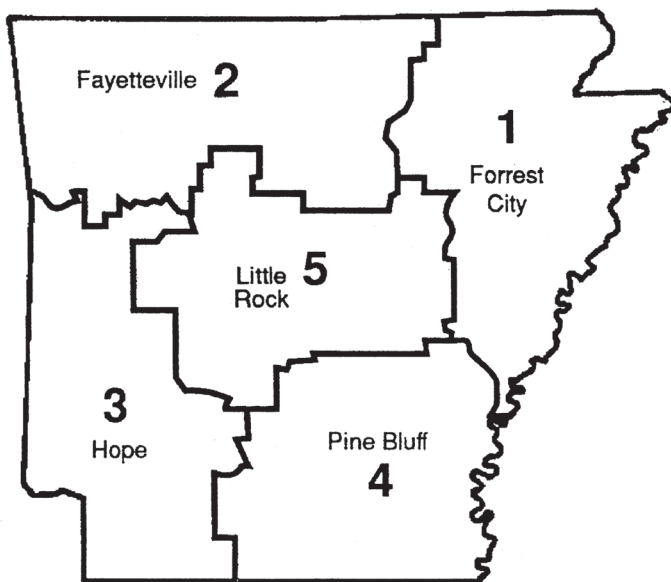 Fayetteville 2
1
Forrest
City
5
Little
Rock
3
Hope
Pine Bluff
4